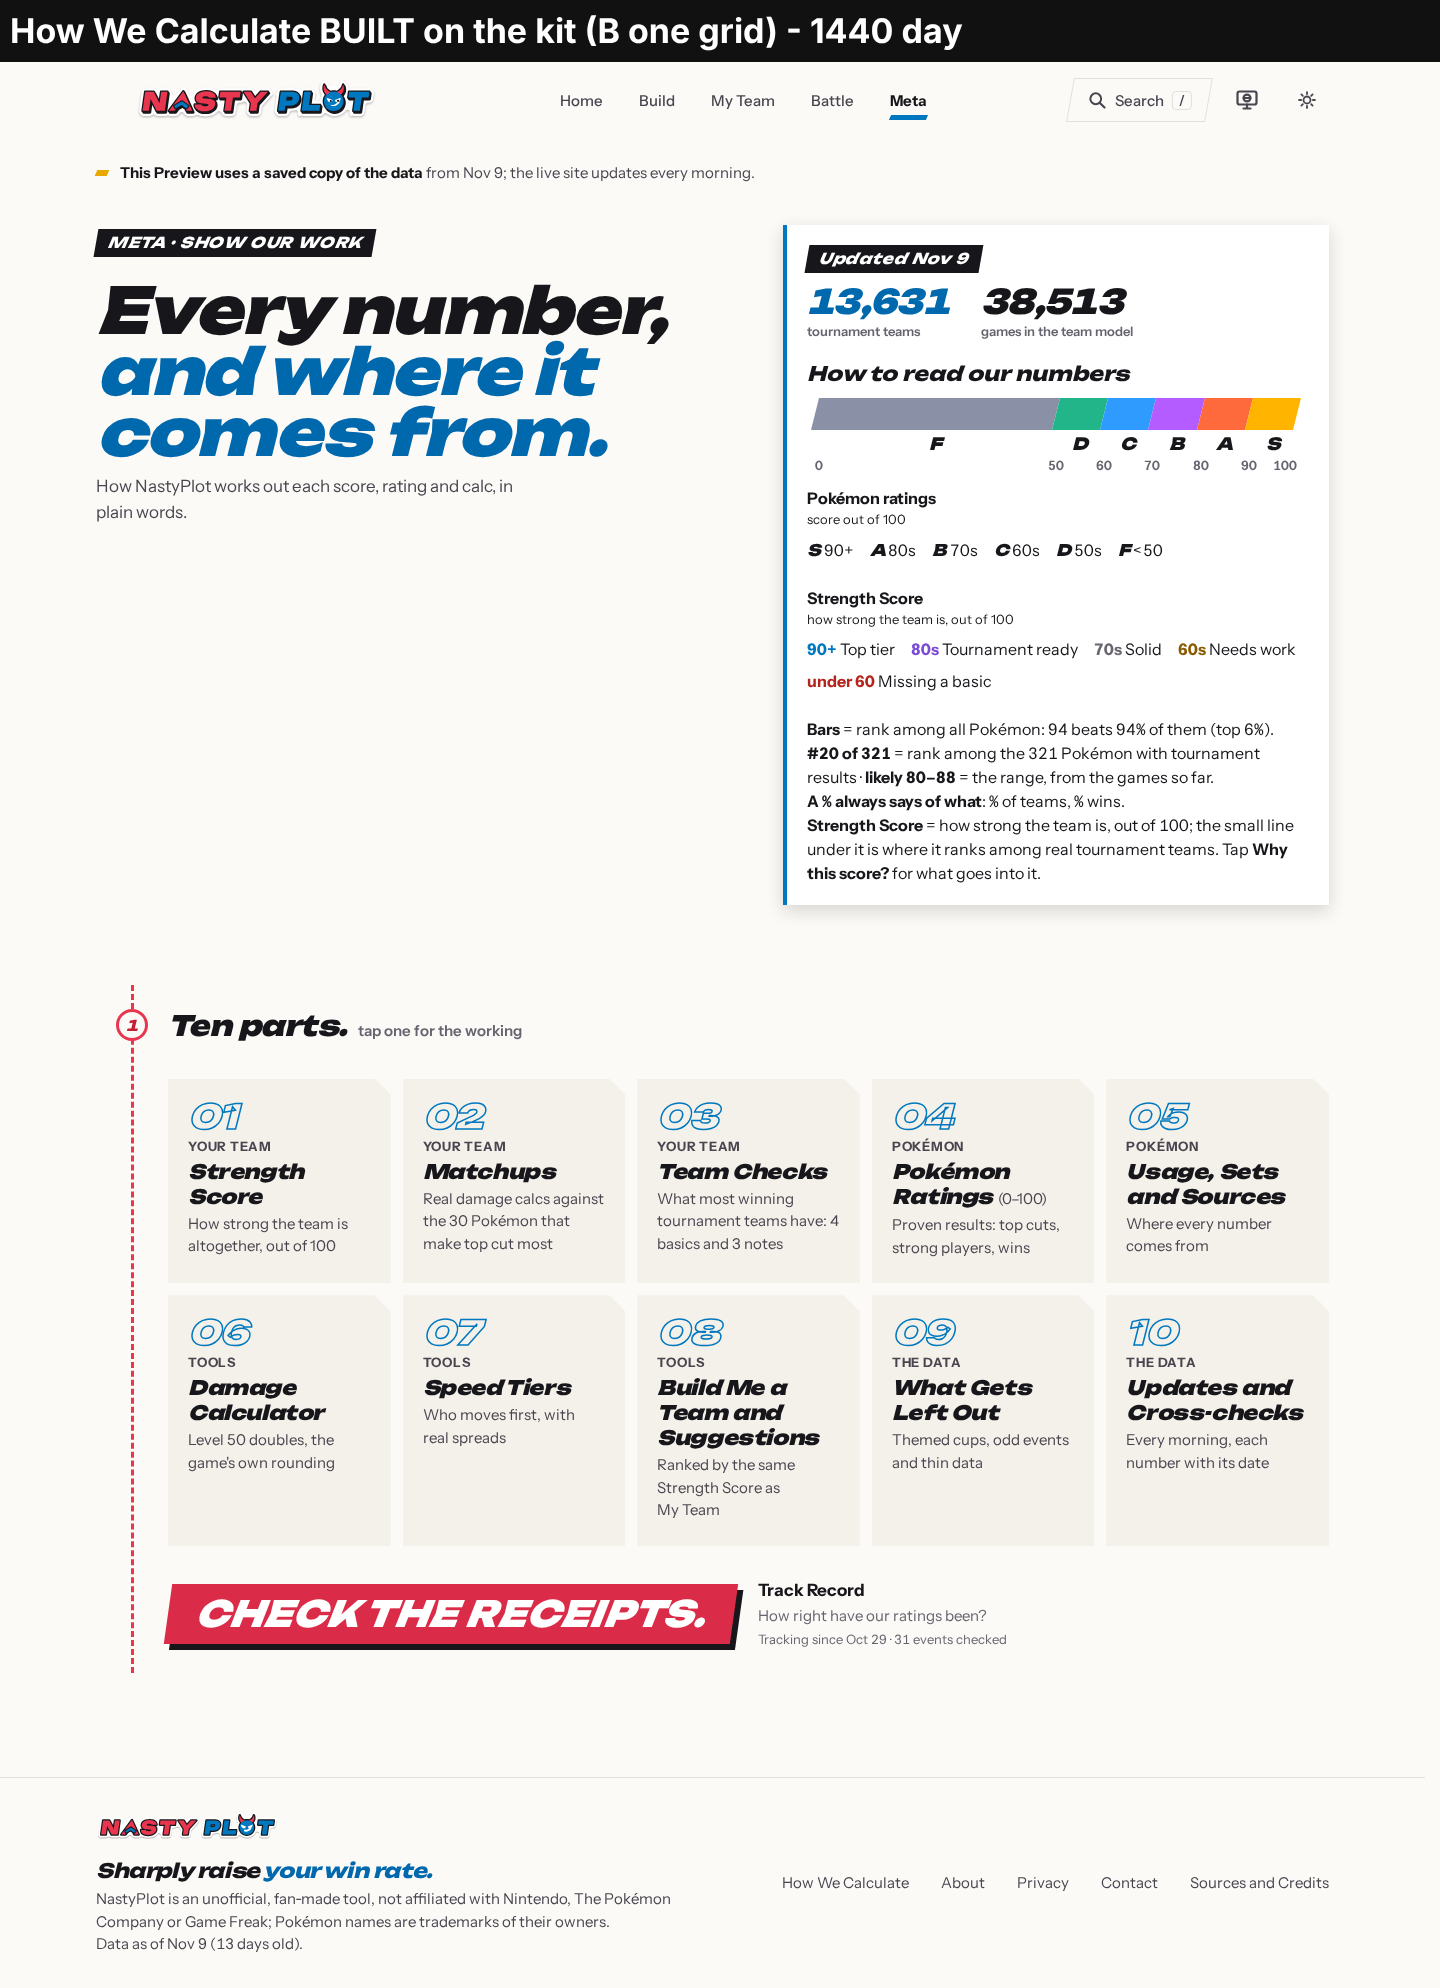 How We Calculate BUILT on the kit (B one grid) - 1440 day
NASTY PLOT
Home Build My Team Battle Meta
Search /
This Preview uses a saved copy of the data from Nov 9; the live site updates every morning.
META · SHOW OUR WORK
Every number,
and where it
comes from.
How NastyPlot works out each score, rating and calc, in
plain words.
Updated Nov 9
13,631 38,513
tournament teams games in the team model
How to read our numbers
F D C B A S
0 50 60 70 80 90 100
Pokémon ratings
score out of 100
S 90+ A 80s B 70s C 60s D 50s F <50
Strength Score
how strong the team is, out of 100
90+ Top tier 80s Tournament ready 70s Solid 60s Needs work
under 60 Missing a basic
Bars = rank among all Pokémon: 94 beats 94% of them (top 6%).
#20 of 321 = rank among the 321 Pokémon with tournament
results · likely 80–88 = the range, from the games so far.
A % always says of what: % of teams, % wins.
Strength Score = how strong the team is, out of 100; the small line
under it is where it ranks among real tournament teams. Tap Why
this score? for what goes into it.
1
Ten parts. tap one for the working
01
YOUR TEAM
Strength
Score
How strong the team is
altogether, out of 100
02
YOUR TEAM
Matchups
Real damage calcs against
the 30 Pokémon that
make top cut most
03
YOUR TEAM
Team Checks
What most winning
tournament teams have: 4
basics and 3 notes
04
POKÉMON
Pokémon
Ratings (0–100)
Proven results: top cuts,
strong players, wins
05
POKÉMON
Usage, Sets
and Sources
Where every number
comes from
06
TOOLS
Damage
Calculator
Level 50 doubles, the
game's own rounding
07
TOOLS
Speed Tiers
Who moves first, with
real spreads
08
TOOLS
Build Me a
Team and
Suggestions
Ranked by the same
Strength Score as
My Team
09
THE DATA
What Gets
Left Out
Themed cups, odd events
and thin data
10
THE DATA
Updates and
Cross-checks
Every morning, each
number with its date
CHECK THE RECEIPTS.
Track Record
How right have our ratings been?
Tracking since Oct 29 · 31 events checked
NASTY PLOT
Sharply raise your win rate.
NastyPlot is an unofficial, fan-made tool, not affiliated with Nintendo, The Pokémon
Company or Game Freak; Pokémon names are trademarks of their owners.
Data as of Nov 9 (13 days old).
How We Calculate About Privacy Contact Sources and Credits